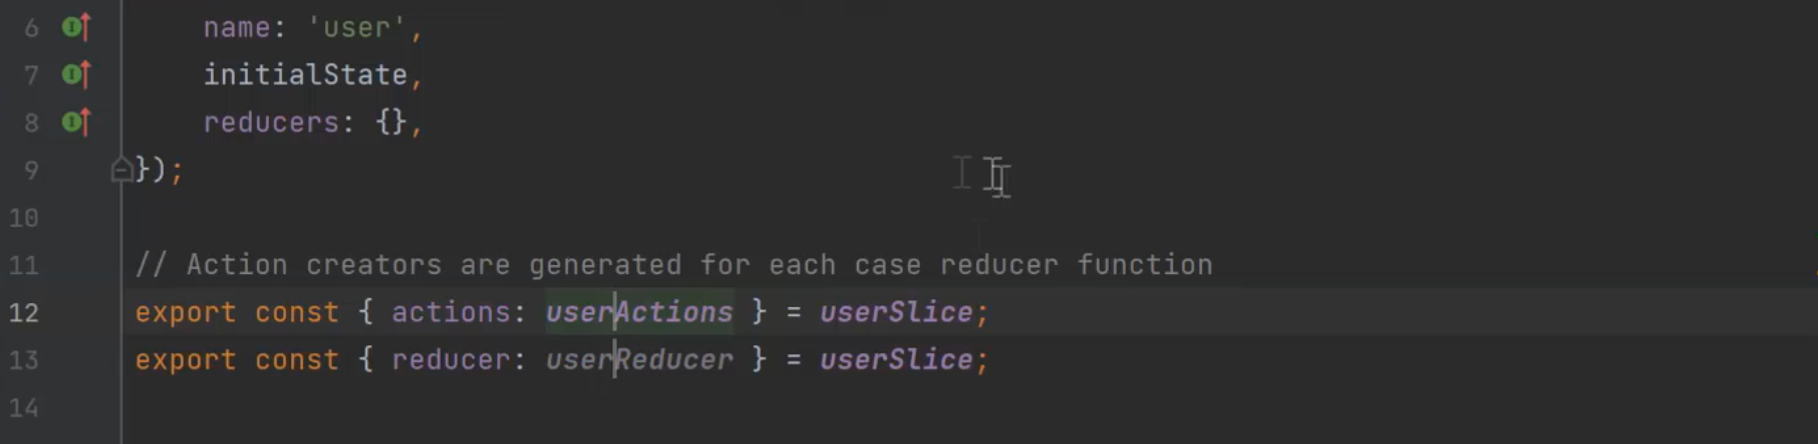 6 name: 'user',
7 initialState,
8 reducers: {},
9 });
10
11 // Action creators are generated for each case reducer function
12 export const { actions: userActions } = userSlice;
13 export const { reducer: userReducer } = userSlice;
14